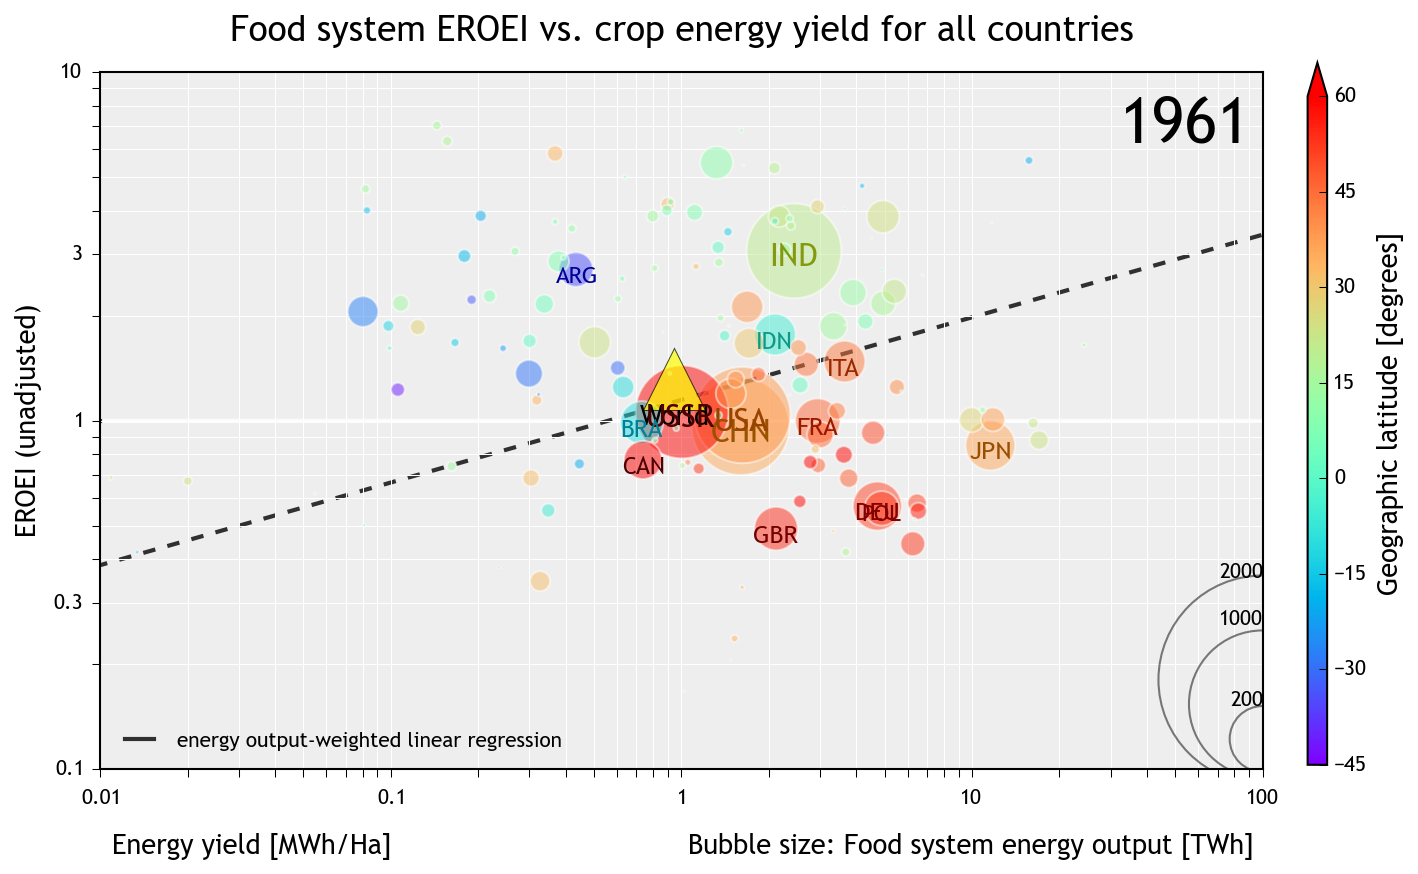 Food system EROEI vs. crop energy yield for all countries
1961
EROEI (unadjusted)
10
3
1
0.3
0.1
0.01
0.1
1
10
100
Energy yield [MWh/Ha]
Bubble size: Food system energy output [TWh]
energy output-weighted linear regression
IND
ARG
IDN
ITA
World
USA
CHN
BRA
FRA
CAN
JPN
DEU
POL
GBR
2000
1000
200
60
45
30
15
0
−15
−30
−45
Geographic latitude [degrees]